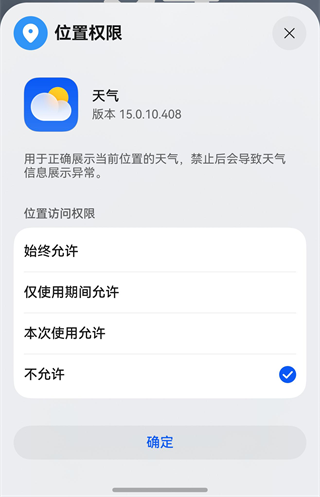 位置权限
天气
版本 15.0.10.408
用于正确展示当前位置的天气，禁止后会导致天气
信息展示异常。
位置访问权限
始终允许
仅使用期间允许
本次使用允许
不允许
确定